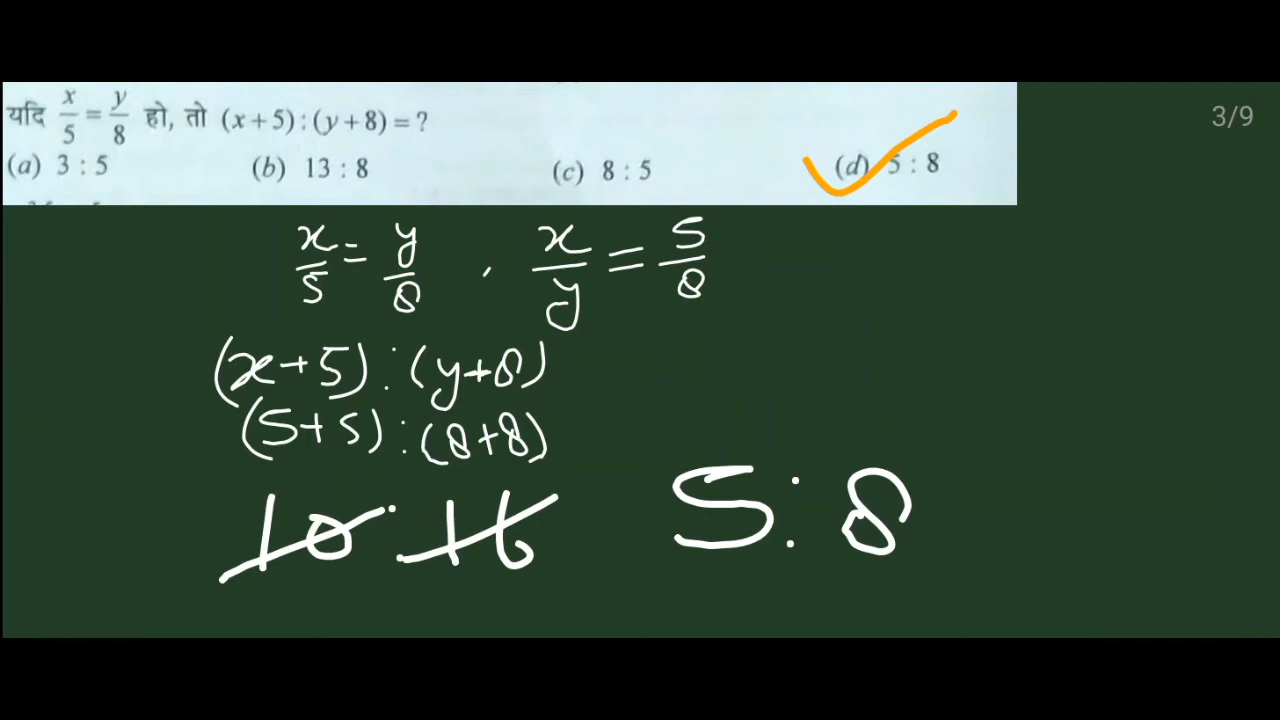 यदि x/5 = y/8 हो, तो (x+5) : (y+8) = ?
3/9
(a) 3 : 5 (b) 13 : 8 (c) 8 : 5 (d) 5 : 8
x/5 = y/8 , x/y = 5/8
(x+5) : (y+8)
(5+5) : (8+8)
10 : 16 5 : 8